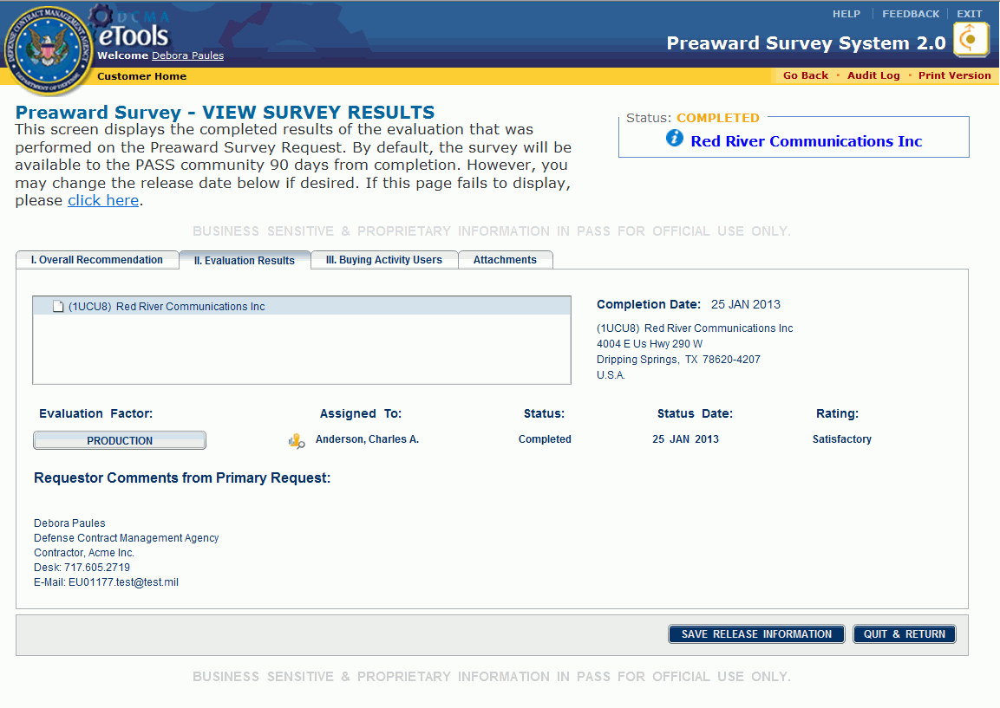 HELP | FEEDBACK | EXIT
DCMA
eTools
Preaward Survey System 2.0
Welcome Debora Paules
DEFENSE CONTRACT MANAGEMENT AGENCY
DEPARTMENT OF DEFENSE
Customer Home
Go Back · Audit Log · Print Version
Preaward Survey - VIEW SURVEY RESULTS
This screen displays the completed results of the evaluation that was
performed on the Preaward Survey Request. By default, the survey will be
available to the PASS community 90 days from completion. However, you
may change the release date below if desired. If this page fails to display,
please click here.
Status: COMPLETED
Red River Communications Inc
BUSINESS SENSITIVE & PROPRIETARY INFORMATION IN PASS FOR OFFICIAL USE ONLY.
I. Overall Recommendation
II. Evaluation Results
III. Buying Activity Users
Attachments
(1UCU8) Red River Communications Inc
Completion Date: 25 JAN 2013
(1UCU8) Red River Communications Inc
4004 E Us Hwy 290 W
Dripping Springs, TX 78620-4207
U.S.A.
Evaluation Factor: Assigned To: Status: Status Date: Rating:
PRODUCTION Anderson, Charles A. Completed 25 JAN 2013 Satisfactory
Requestor Comments from Primary Request:
Debora Paules
Defense Contract Management Agency
Contractor, Acme Inc.
Desk: 717.605.2719
E-Mail: EU01177.test@test.mil
SAVE RELEASE INFORMATION
QUIT & RETURN
BUSINESS SENSITIVE & PROPRIETARY INFORMATION IN PASS FOR OFFICIAL USE ONLY.